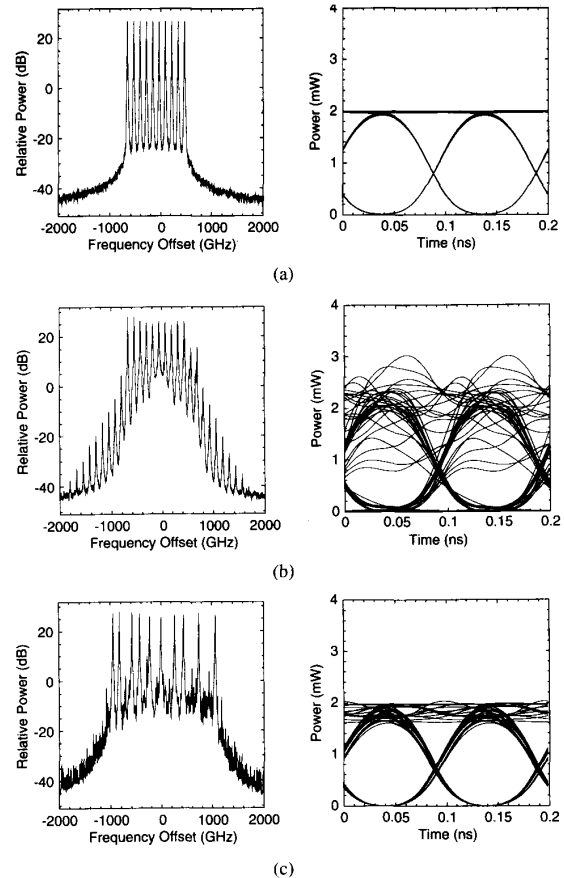 20
0
-20
-40
Relative Power (dB)
-2000 -1000 0 1000 2000
Frequency Offset (GHz)
4
3
2
1
0
Power (mW)
0 0.05 0.1 0.15 0.2
Time (ns)
(a)
20
0
-20
-40
Relative Power (dB)
-2000 -1000 0 1000 2000
Frequency Offset (GHz)
4
3
2
1
0
Power (mW)
0 0.05 0.1 0.15 0.2
Time (ns)
(b)
20
0
-20
-40
Relative Power (dB)
-2000 -1000 0 1000 2000
Frequency Offset (GHz)
4
3
2
1
0
Power (mW)
0 0.05 0.1 0.15 0.2
Time (ns)
(c)